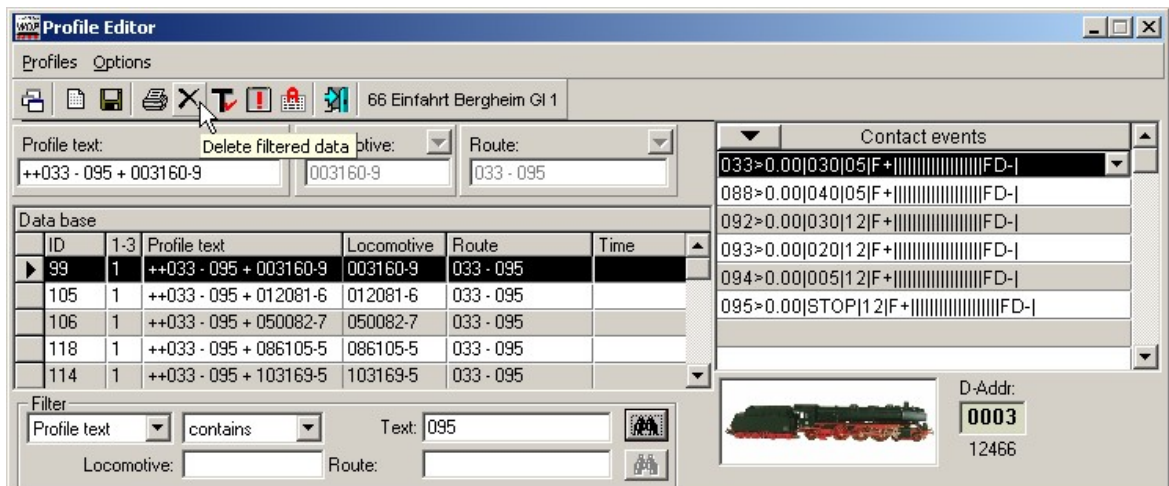 Profile Editor
Profiles Options
66 Einfahrt Bergheim Gl 1
Delete filtered data
Profile text:
Route:
++033 - 095 + 003160-9
003160-9
033 - 095
Data base
ID 1-3 Profile text Locomotive Route Time
99 1 ++033 - 095 + 003160-9 003160-9 033 - 095
105 1 ++033 - 095 + 012081-6 012081-6 033 - 095
106 1 ++033 - 095 + 050082-7 050082-7 033 - 095
118 1 ++033 - 095 + 086105-5 086105-5 033 - 095
114 1 ++033 - 095 + 103169-5 103169-5 033 - 095
Filter
Profile text contains Text: 095
Locomotive: Route:
Contact events
033>0.00|030|05|F+|||||||||||||||||||FD-|
088>0.00|040|05|F+|||||||||||||||||||FD-|
092>0.00|030|12|F+|||||||||||||||||||FD-|
093>0.00|020|12|F+|||||||||||||||||||FD-|
094>0.00|005|12|F+|||||||||||||||||||FD-|
095>0.00|STOP|12|F+|||||||||||||||||||FD-|
D-Addr:
0003
12466